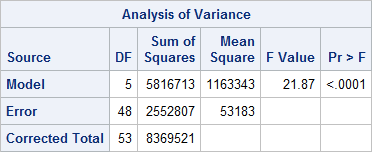 Analysis of Variance
Source DF Sum of Squares Mean Square F Value Pr > F
Model 5 5816713 1163343 21.87 <.0001
Error 48 2552807 53183
Corrected Total 53 8369521